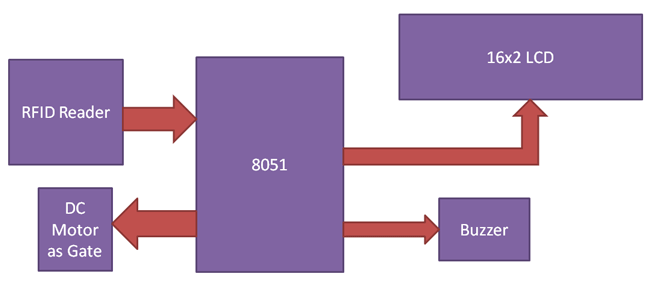 16x2 LCD
RFID Reader
8051
DC
Motor
as Gate
Buzzer